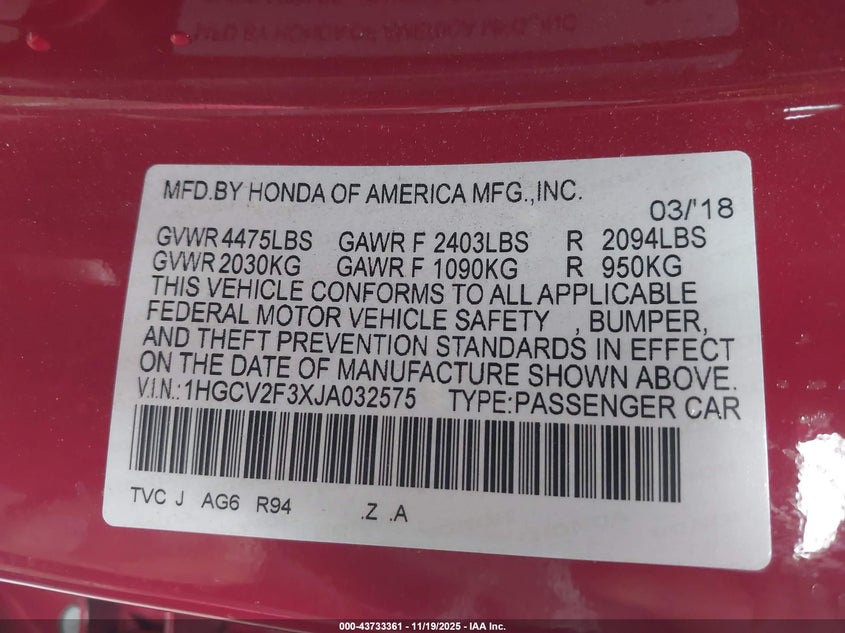 MFD.BY HONDA OF AMERICA MFG.,INC.
03/'18
GVWR 4475LBS GAWR F 2403LBS R 2094LBS
GVWR 2030KG GAWR F 1090KG R 950KG
THIS VEHICLE CONFORMS TO ALL APPLICABLE
FEDERAL MOTOR VEHICLE SAFETY , BUMPER,
AND THEFT PREVENTION STANDARDS IN EFFECT
ON THE DATE OF MANUFACTURE SHOWN ABOVE.
V.I.N.:1HGCV2F3XJA032575 TYPE:PASSENGER CAR
TVC J AG6 R94 .Z .A
000-43733361 - 11/19/2025 - IAA Inc.